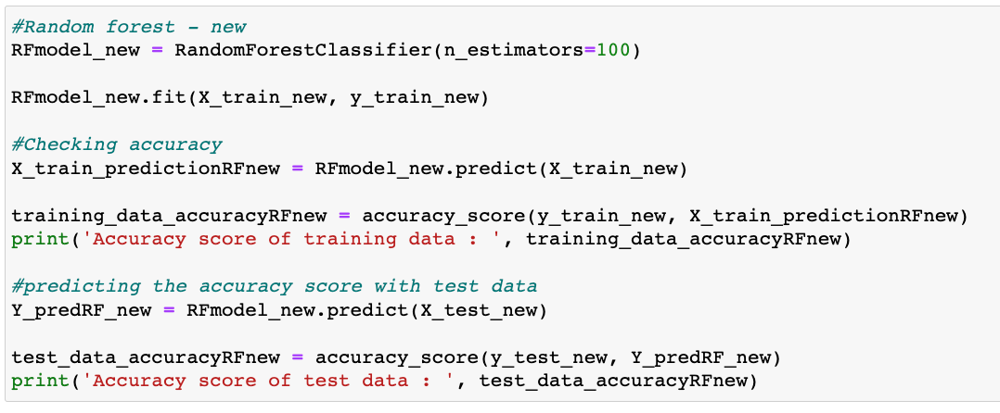 #Random forest - new
RFmodel_new = RandomForestClassifier(n_estimators=100)
RFmodel_new.fit(X_train_new, y_train_new)
#Checking accuracy
X_train_predictionRFnew = RFmodel_new.predict(X_train_new)
training_data_accuracyRFnew = accuracy_score(y_train_new, X_train_predictionRFnew)
print('Accuracy score of training data : ', training_data_accuracyRFnew)
#predicting the accuracy score with test data
Y_predRF_new = RFmodel_new.predict(X_test_new)
test_data_accuracyRFnew = accuracy_score(y_test_new, Y_predRF_new)
print('Accuracy score of test data : ', test_data_accuracyRFnew)